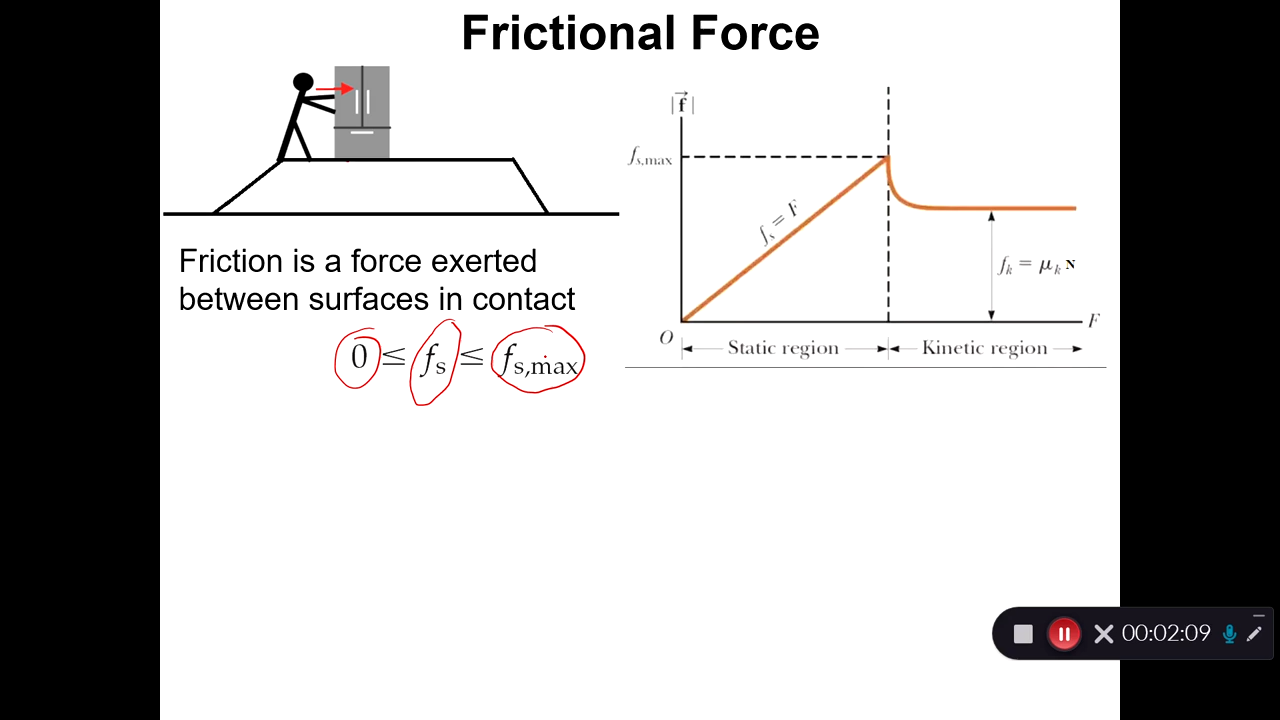 Frictional Force
Friction is a force exerted
between surfaces in contact
0 ≤ fₛ ≤ fₛ,ₘₐₓ
|f⃗|
fₛ,ₘₐₓ
fₛ = F
fₖ = μₖ N
O
F
Static region
Kinetic region
00:02:09